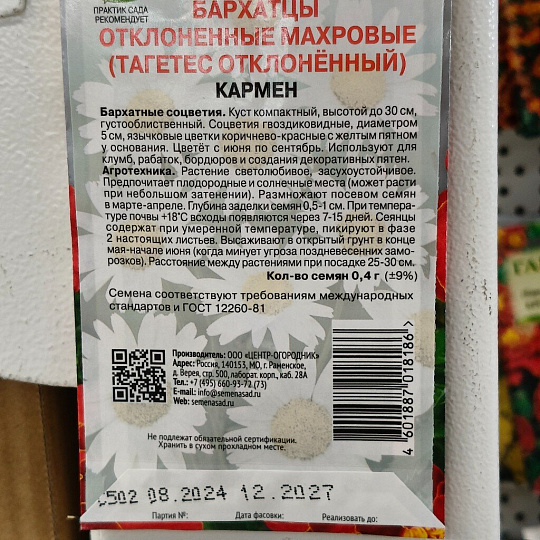 ПРАКТИК САДА
РЕКОМЕНДУЕТ
БАРХАТЦЫ
ОТКЛОНЕННЫЕ МАХРОВЫЕ
(ТАГЕТЕС ОТКЛОНЁННЫЙ)
КАРМЕН
Бархатные соцветия. Куст компактный, высотой до 30 см,
густооблиственный. Соцветия гвоздиковидные, диаметром
5 см, язычковые цветки коричнево-красные с желтым пятном
у основания. Цветёт с июня по сентябрь. Используют для
клумб, рабаток, бордюров и создания декоративных пятен.
Агротехника. Растение светолюбивое, засухоустойчивое.
Предпочитает плодородные и солнечные места (может расти
при небольшом затенении). Размножают посевом семян
в марте-апреле. Глубина заделки семян 0,5-1 см. При темпера-
туре почвы +18°С всходы появляются через 7-15 дней. Сеянцы
содержат при умеренной температуре, пикируют в фазе
2 настоящих листьев. Высаживают в открытый грунт в конце
мая-начале июня (когда минует угроза поздневесенних замо-
розков). Расстояние между растениями при посадке 25-30 см.
Кол-во семян 0,4 г (±9%)
Семена соответствуют требованиям международных
стандартов и ГОСТ 12260-81
Производитель: ООО «ЦЕНТР-ОГОРОДНИК»
Адрес: Россия, 140153, МО, г. Раменское,
д. Верея, стр. 500, лаборат. корп., каб. 28А
Тел.: +7 (495) 660-93-72 (73)
E-mail: info@semenasad.ru
Web: semenasad.ru
4 601887 018186 >
Не подлежат обязательной сертификации.
Хранить в сухом прохладном месте.
0502 08.2024 12.2027
Партия №: Дата фасовки: Реализовать до: